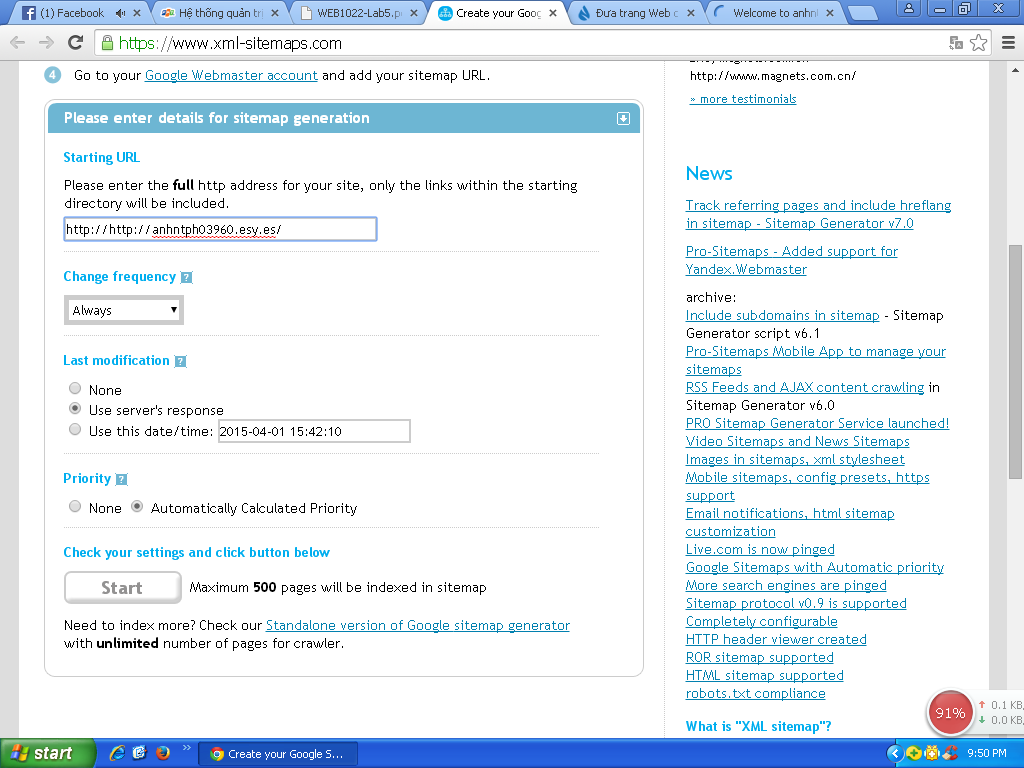 (1) Facebook
Hệ thống quản trị
WEB1022-Lab5.p
Create your Goog
Đưa trang Web c
Welcome to anhnt
https://www.xml-sitemaps.com
4 Go to your Google Webmaster account and add your sitemap URL.
Please enter details for sitemap generation
Starting URL
Please enter the full http address for your site, only the links within the starting
directory will be included.
http://http://anhntph03960.esy.es/
Change frequency ?
Always
Last modification ?
None
Use server's response
Use this date/time: 2015-04-01 15:42:10
Priority ?
None Automatically Calculated Priority
Check your settings and click button below
Start Maximum 500 pages will be indexed in sitemap
Need to index more? Check our Standalone version of Google sitemap generator
with unlimited number of pages for crawler.
http://www.magnets.com.cn/
» more testimonials
News
Track referring pages and include hreflang
in sitemap - Sitemap Generator v7.0
Pro-Sitemaps - Added support for
Yandex.Webmaster
archive:
Include subdomains in sitemap - Sitemap
Generator script v6.1
Pro-Sitemaps Mobile App to manage your
sitemaps
RSS Feeds and AJAX content crawling in
Sitemap Generator v6.0
PRO Sitemap Generator Service launched!
Video Sitemaps and News Sitemaps
Images in sitemaps, xml stylesheet
Mobile sitemaps, config presets, https
support
Email notifications, html sitemap
customization
Live.com is now pinged
Google Sitemaps with Automatic priority
More search engines are pinged
Sitemap protocol v0.9 is supported
Completely configurable
HTTP header viewer created
ROR sitemap supported
HTML sitemap supported
robots.txt compliance
What is "XML sitemap"?
91%
0.1 KB/
0.0 KB/
start
Create your Google S...
9:50 PM